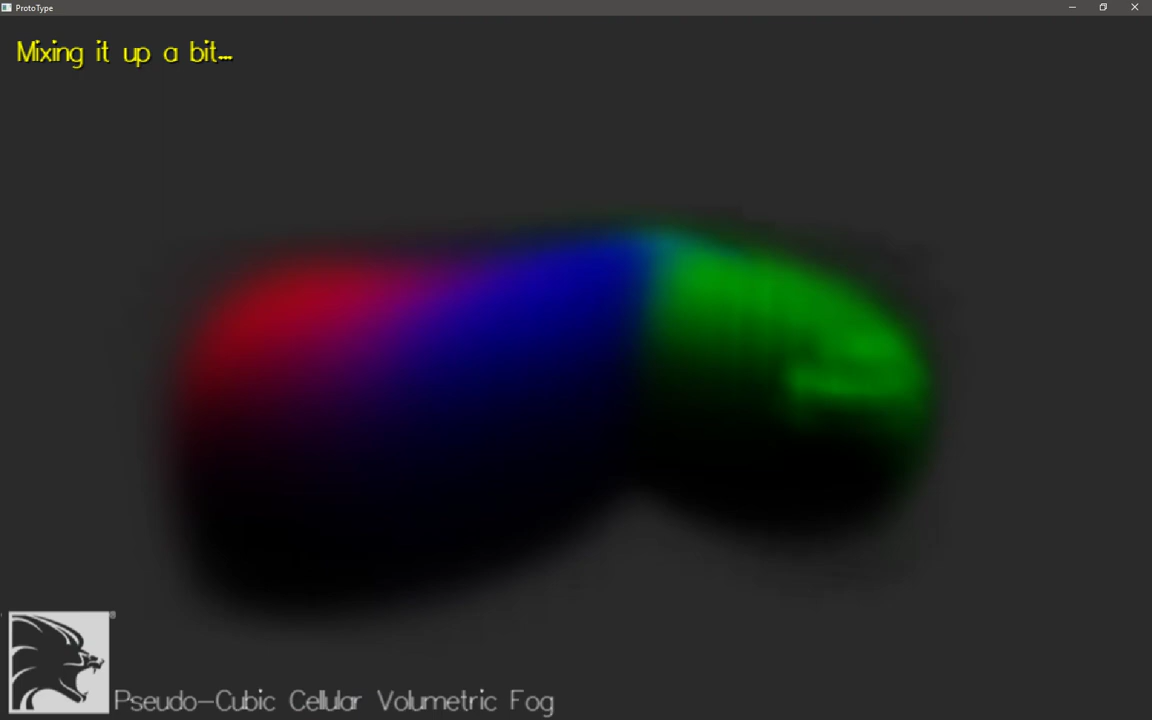 ProtoType
Mixing it up a bit...
®
Pseudo-Cubic Cellular Volumetric Fog